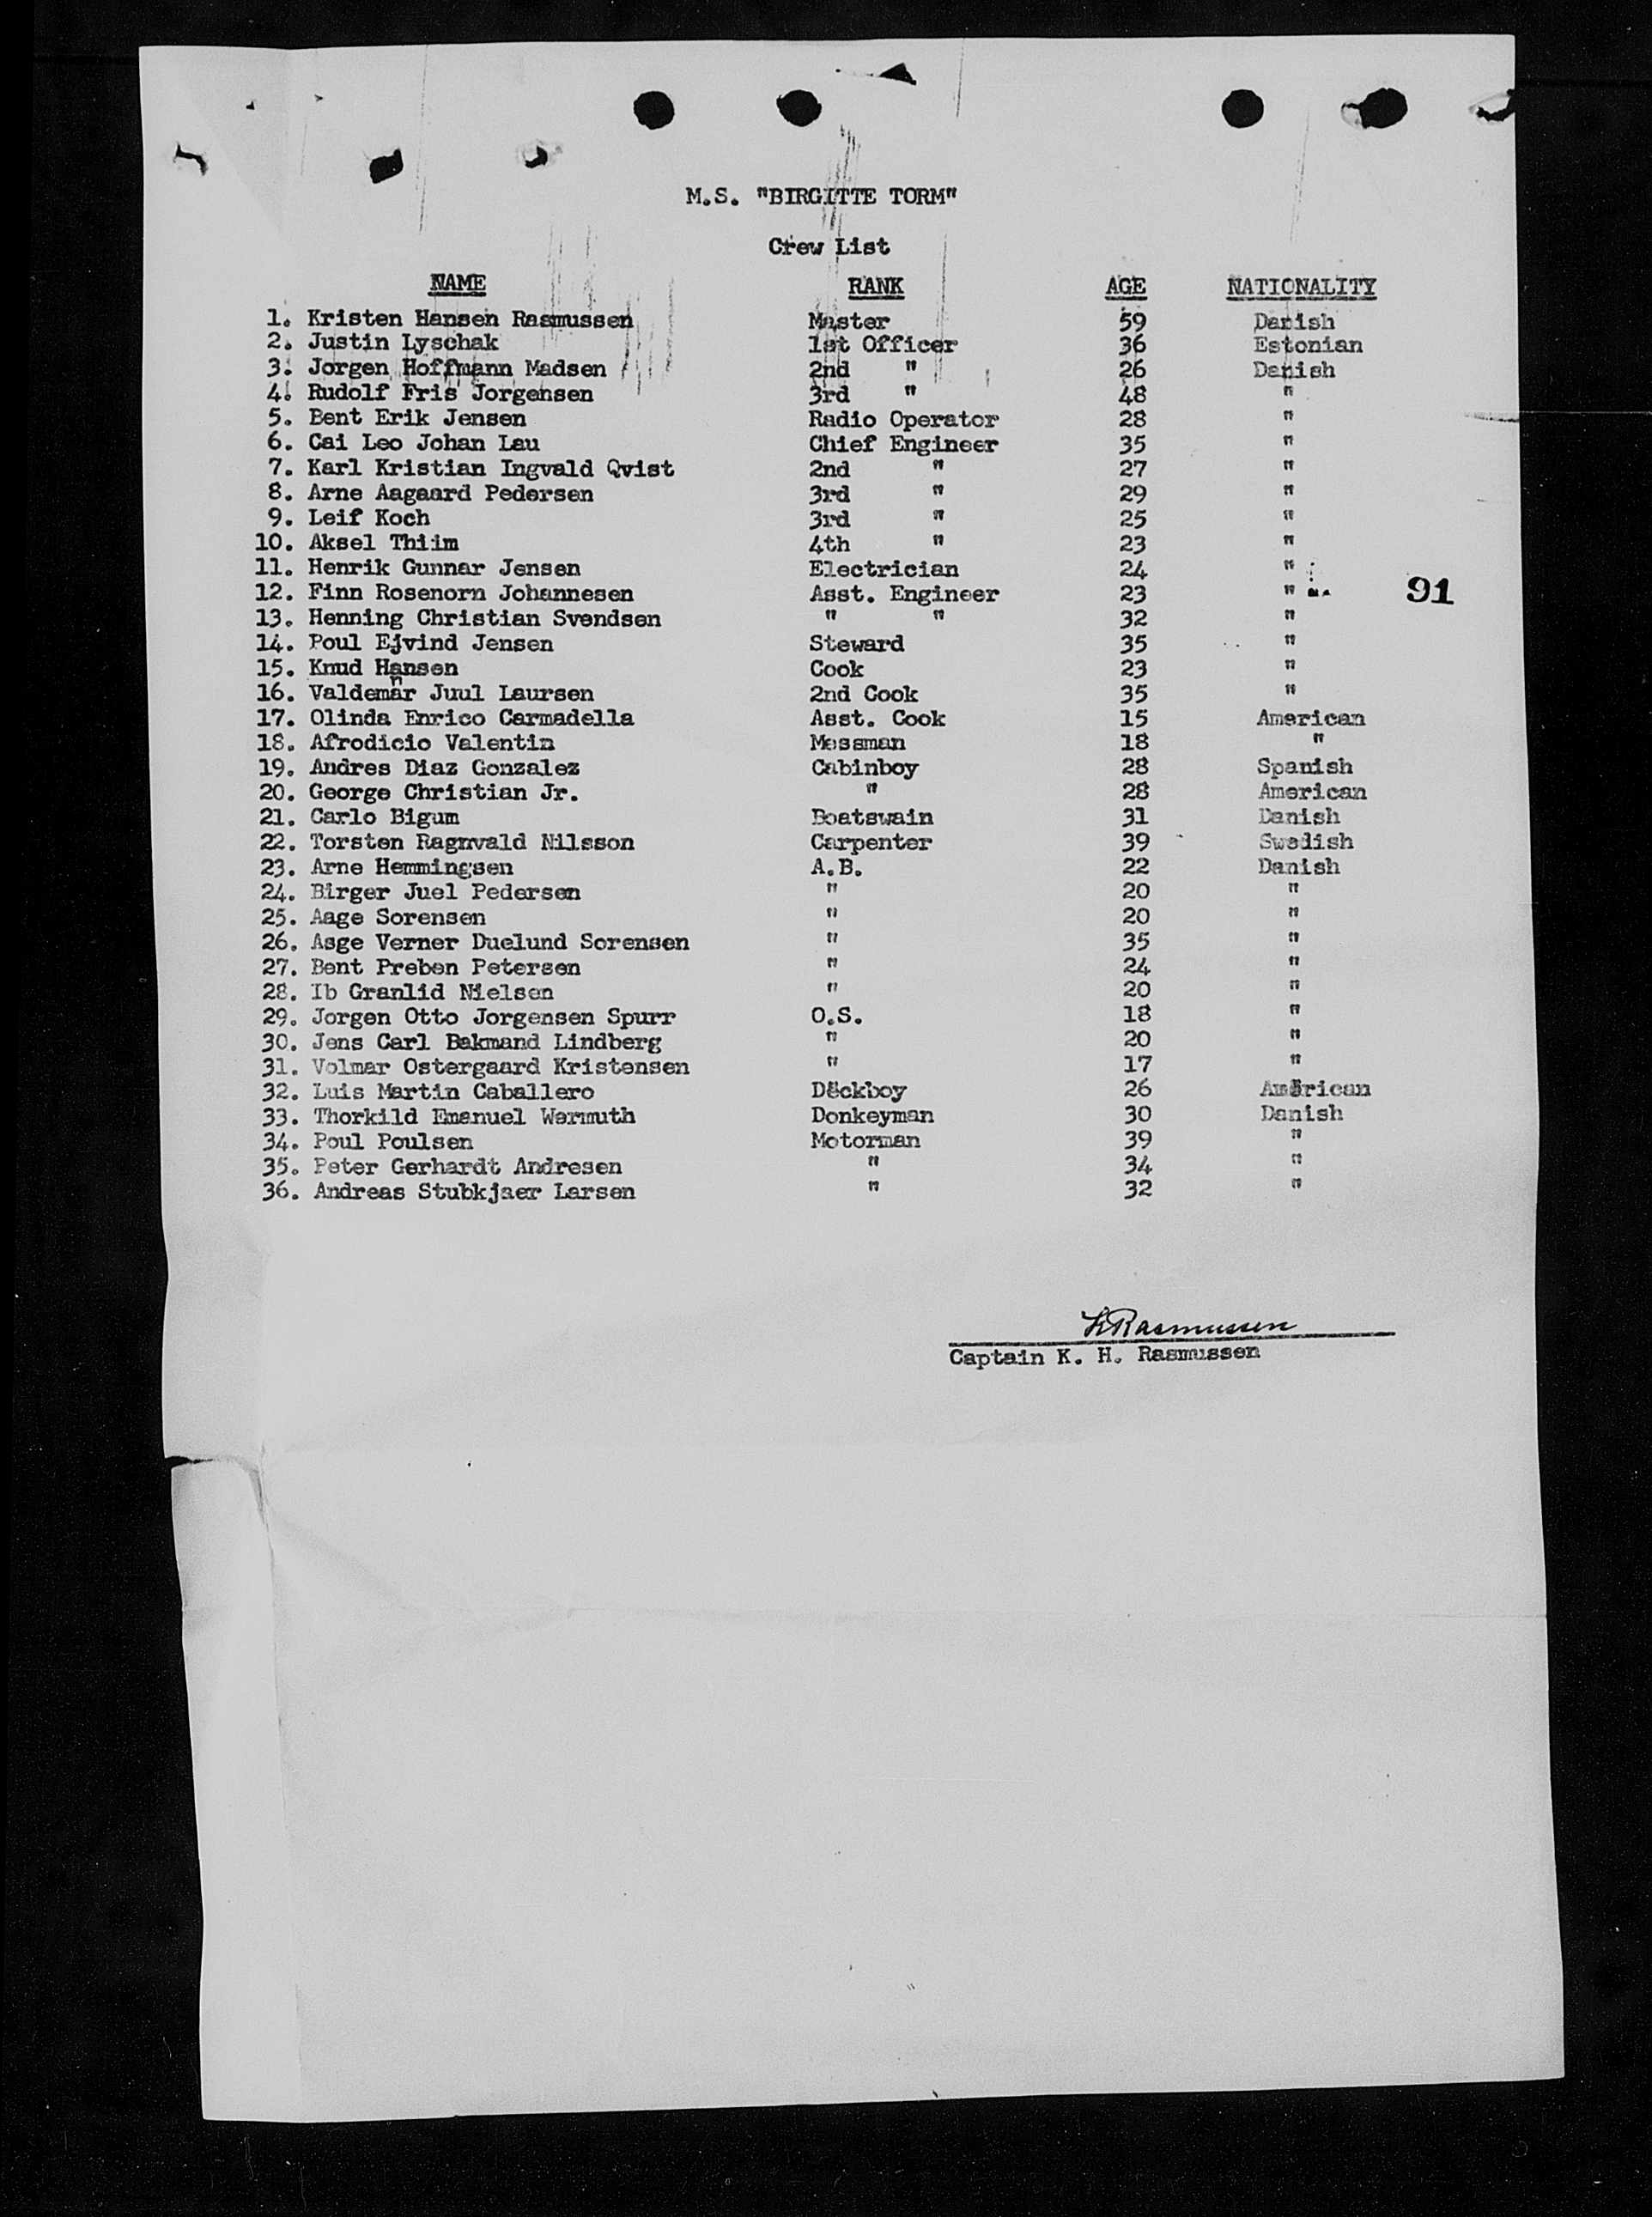 M.S. "BIRGITTE TORM"
Crew List
NAME RANK AGE NATIONALITY
1. Kristen Hansen Rasmussen Master 59 Danish
2. Justin Lyschak 1st Officer 36 Estonian
3. Jorgen Hoffmann Madsen 2nd " 26 Danish
4. Rudolf Fris Jorgensen 3rd " 48 "
5. Bent Erik Jensen Radio Operator 28 "
6. Cai Leo Johan Lau Chief Engineer 35 "
7. Karl Kristian Ingvald Qvist 2nd " 27 "
8. Arne Aagaard Pedersen 3rd " 29 "
9. Leif Koch 3rd " 25 "
10. Aksel Thiim 4th " 23 "
11. Henrik Gunnar Jensen Electrician 24 "
12. Finn Rosenorn Johannesen Asst. Engineer 23 " 91
13. Henning Christian Svendsen " " 32 "
14. Poul Ejvind Jensen Steward 35 "
15. Knud Hansen Cook 23 "
16. Valdemar Juul Laursen 2nd Cook 35 "
17. Olinda Enrico Carmadella Asst. Cook 15 American
18. Afrodicio Valentin Messman 18 "
19. Andres Diaz Gonzalez Cabinboy 28 Spanish
20. George Christian Jr. " 28 American
21. Carlo Bigum Boatswain 31 Danish
22. Torsten Ragnvald Nilsson Carpenter 39 Swedish
23. Arne Hemmingsen A.B. 22 Danish
24. Birger Juel Pedersen " 20 "
25. Aage Sorensen " 20 "
26. Asge Verner Duelund Sorensen " 35 "
27. Bent Preben Petersen " 24 "
28. Ib Granlid Nielsen " 20 "
29. Jorgen Otto Jorgensen Spurr O.S. 18 "
30. Jens Carl Bakmand Lindberg " 20 "
31. Volmar Ostergaard Kristensen " 17 "
32. Luis Martin Caballero Deckboy 26 American
33. Thorkild Emanuel Wermuth Donkeyman 30 Danish
34. Poul Poulsen Motorman 39 "
35. Peter Gerhardt Andresen " 34 "
36. Andreas Stubkjaer Larsen " 32 "
KRasmussen
Captain K. H. Rasmussen